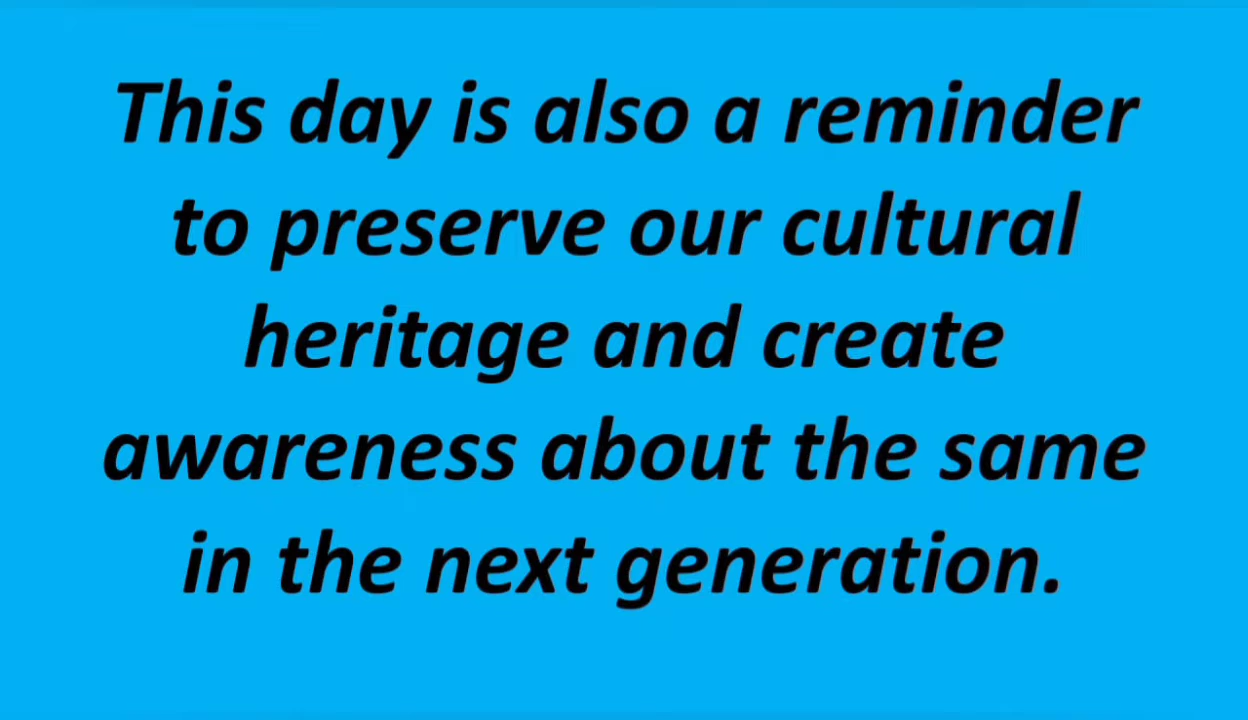 This day is also a reminder
to preserve our cultural
heritage and create
awareness about the same
in the next generation.